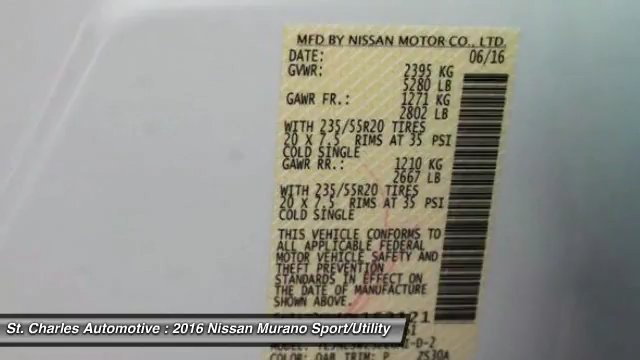 MFD BY NISSAN MOTOR CO., LTD.
DATE: 06/16
GVWR: 2395 KG
5280 LB
GAWR FR.: 1271 KG
2802 LB
WITH 235/55R20 TIRES
20 X 7.5 RIMS AT 35 PSI
COLD SINGLE
GAWR RR.: 1210 KG
2667 LB
WITH 235/55R20 TIRES
20 X 7.5 RIMS AT 35 PSI
COLD SINGLE
THIS VEHICLE CONFORMS TO
ALL APPLICABLE FEDERAL
MOTOR VEHICLE SAFETY AND
THEFT PREVENTION
STANDARDS IN EFFECT ON
THE DATE OF MANUFACTURE
SHOWN ABOVE.
St. Charles Automotive : 2016 Nissan Murano Sport/Utility
COLOR: QAB TRIM: P